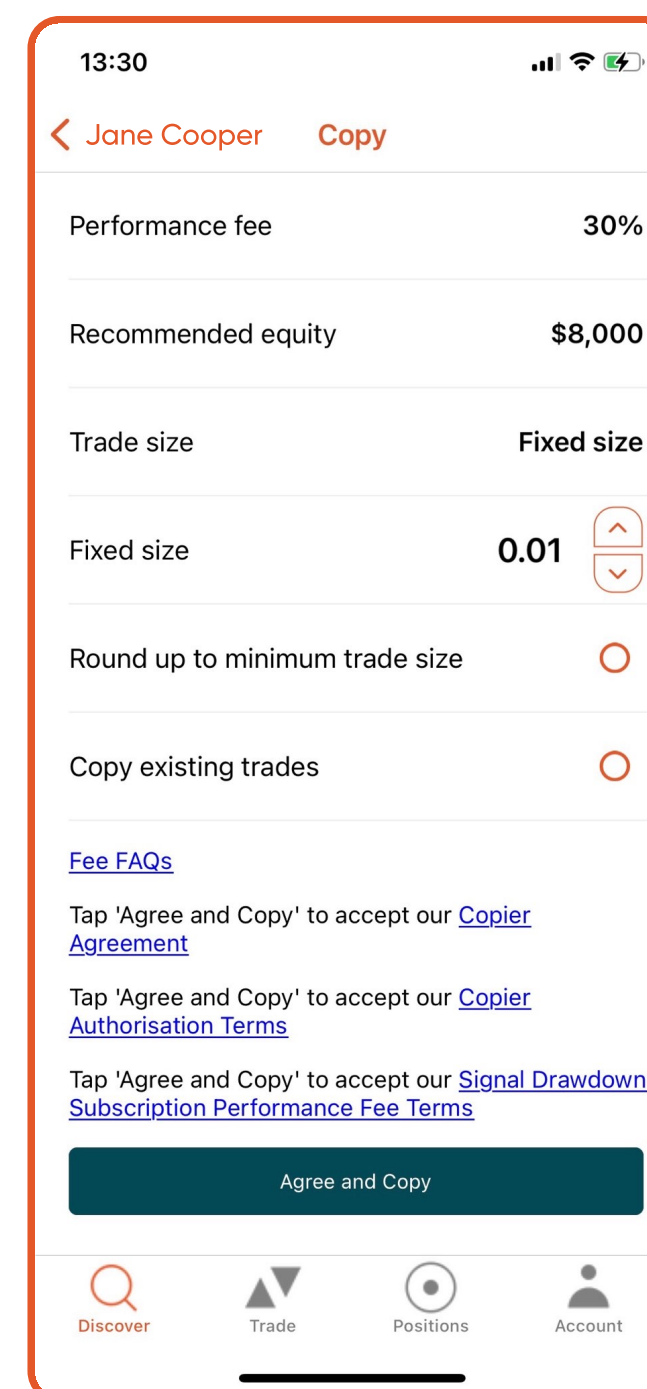 13:30
Jane Cooper Copy
Performance fee 30%
Recommended equity $8,000
Trade size Fixed size
Fixed size 0.01
Round up to minimum trade size
Copy existing trades
Fee FAQs
Tap 'Agree and Copy' to accept our Copier
Agreement
Tap 'Agree and Copy' to accept our Copier
Authorisation Terms
Tap 'Agree and Copy' to accept our Signal Drawdown
Subscription Performance Fee Terms
Agree and Copy
Discover Trade Positions Account